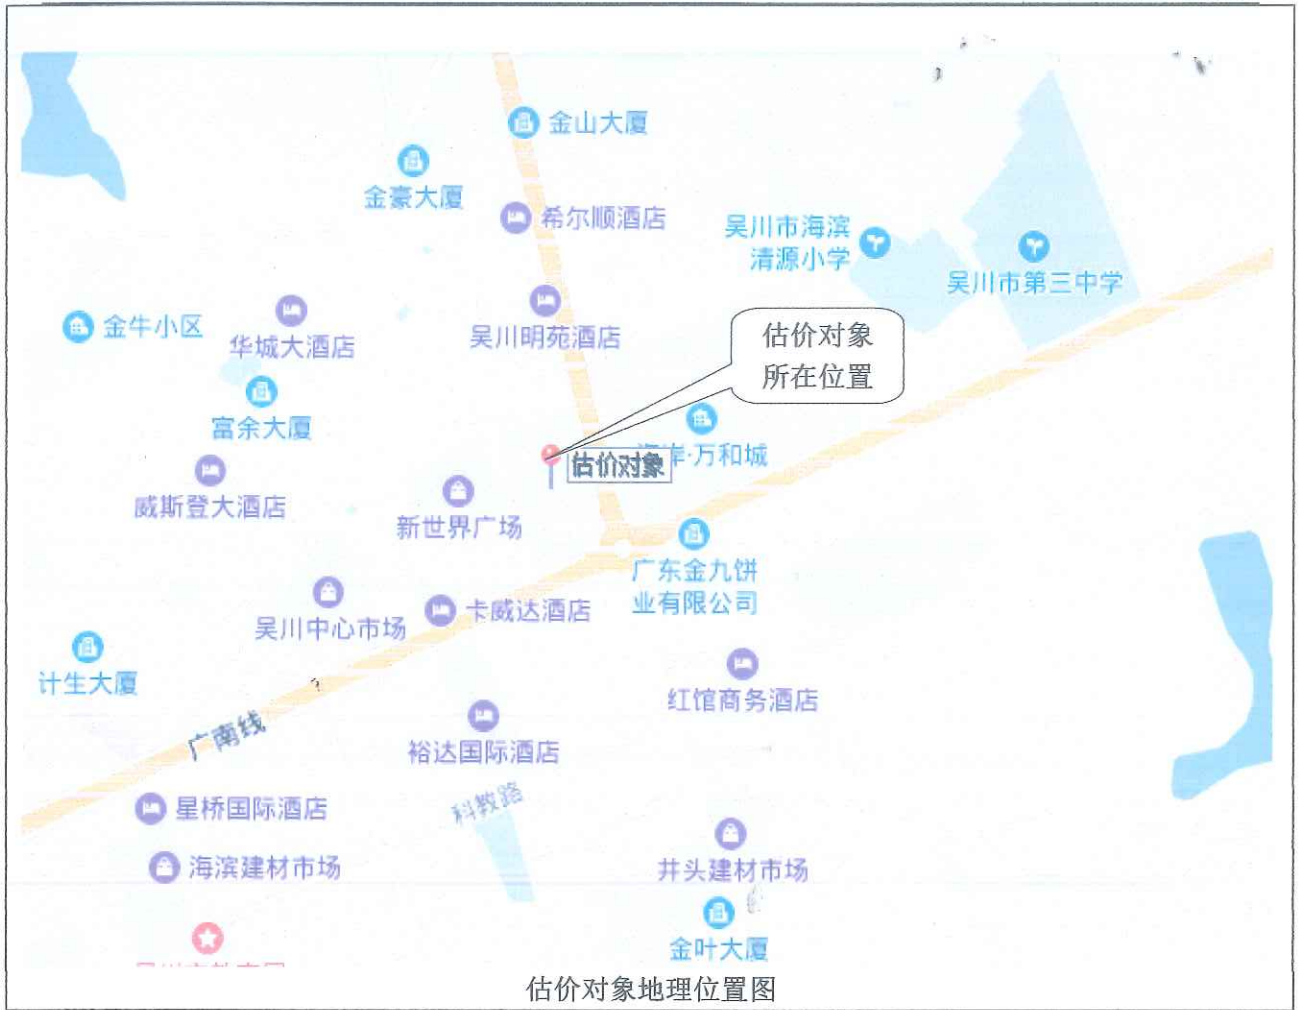 金山大厦
金豪大厦
希尔顺酒店
吴川市海滨
清源小学
吴川市第三中学
金牛小区
华城大酒店
吴川明苑酒店
估价对象
所在位置
富余大厦
岸·万和城
估价对象
威斯登大酒店
新世界广场
广东金九饼
业有限公司
吴川中心市场
卡威达酒店
计生大厦
红馆商务酒店
广南线
裕达国际酒店
科教路
星桥国际酒店
井头建材市场
海滨建材市场
金叶大厦
估价对象地理位置图